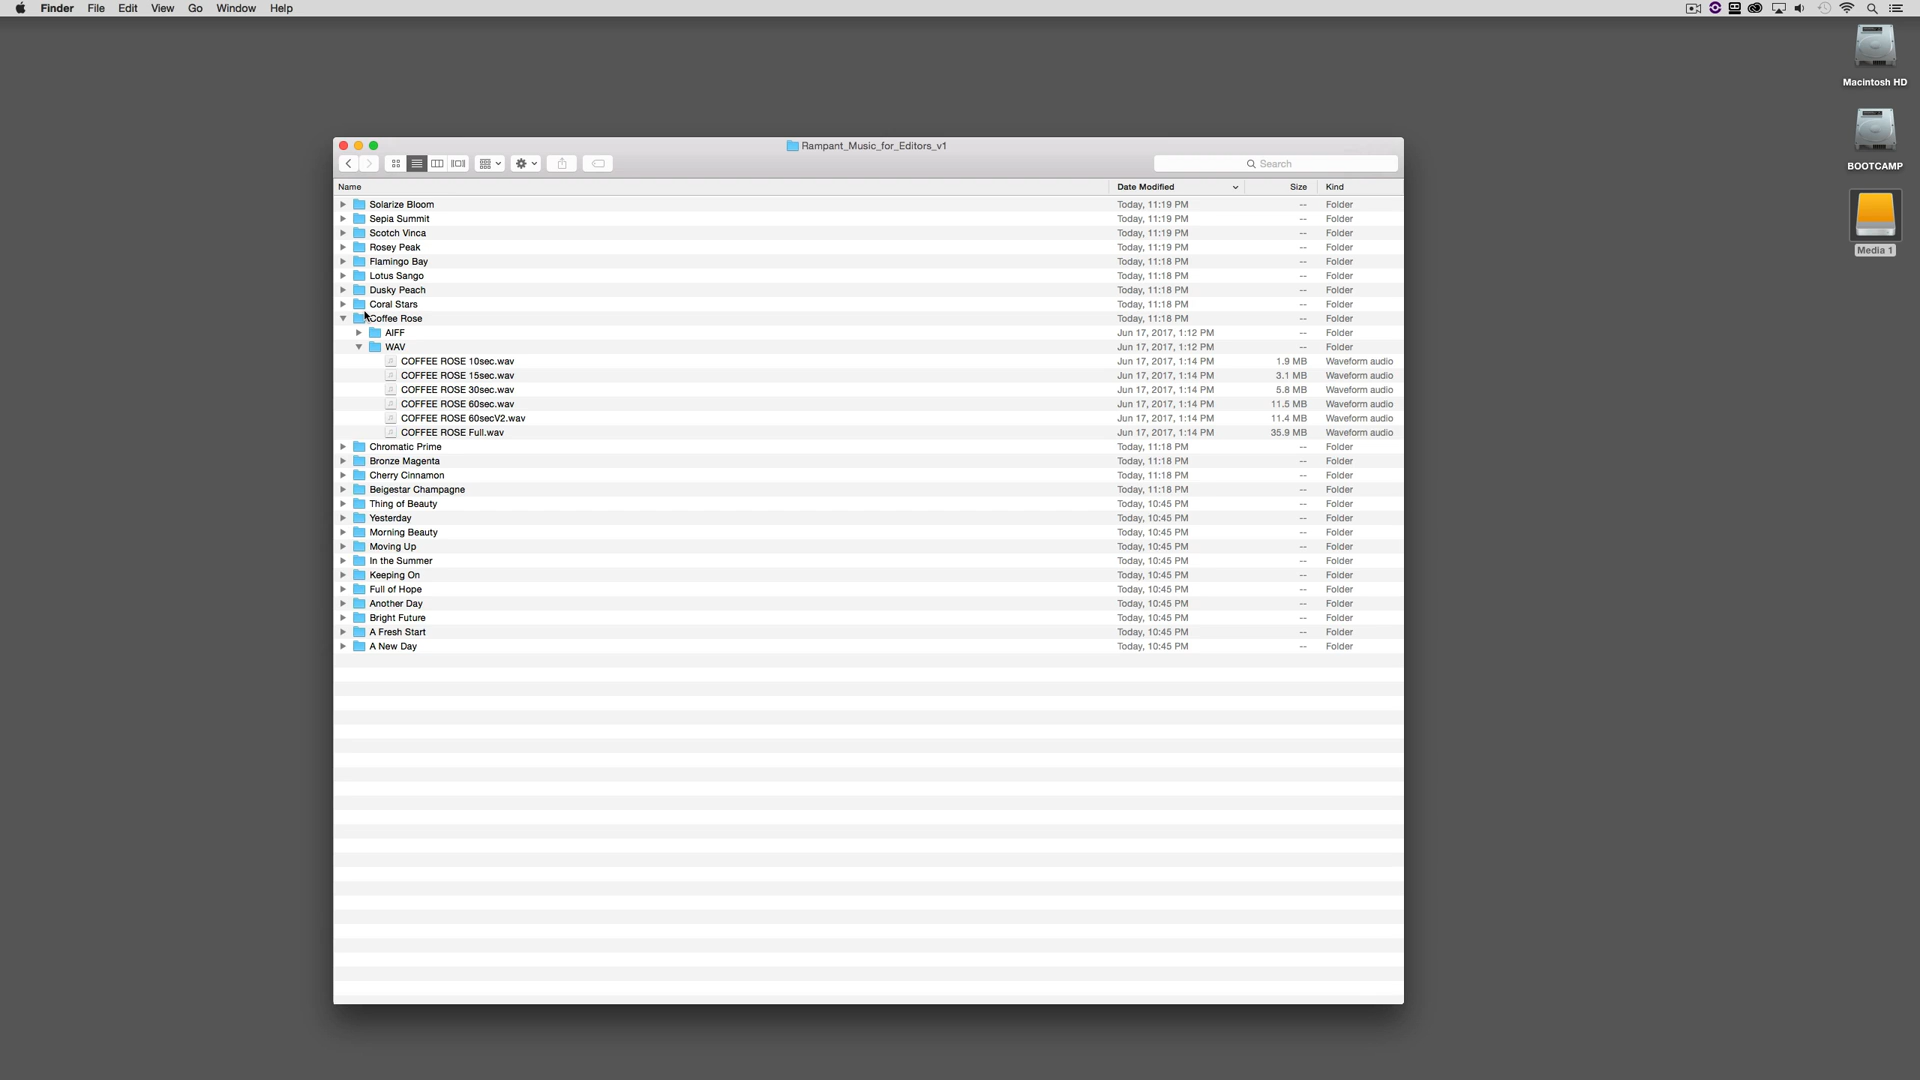 Finder File Edit View Go Window Help
Macintosh HD
BOOTCAMP
Media 1
Rampant_Music_for_Editors_v1
Search
Name Date Modified Size Kind
Solarize Bloom Today, 11:19 PM -- Folder
Sepia Summit Today, 11:19 PM -- Folder
Scotch Vinca Today, 11:19 PM -- Folder
Rosey Peak Today, 11:19 PM -- Folder
Flamingo Bay Today, 11:18 PM -- Folder
Lotus Sango Today, 11:18 PM -- Folder
Dusky Peach Today, 11:18 PM -- Folder
Coral Stars Today, 11:18 PM -- Folder
Coffee Rose Today, 11:18 PM -- Folder
AIFF Jun 17, 2017, 1:12 PM -- Folder
WAV Jun 17, 2017, 1:12 PM -- Folder
COFFEE ROSE 10sec.wav Jun 17, 2017, 1:14 PM 1.9 MB Waveform audio
COFFEE ROSE 15sec.wav Jun 17, 2017, 1:14 PM 3.1 MB Waveform audio
COFFEE ROSE 30sec.wav Jun 17, 2017, 1:14 PM 5.8 MB Waveform audio
COFFEE ROSE 60sec.wav Jun 17, 2017, 1:14 PM 11.5 MB Waveform audio
COFFEE ROSE 60secV2.wav Jun 17, 2017, 1:14 PM 11.4 MB Waveform audio
COFFEE ROSE Full.wav Jun 17, 2017, 1:14 PM 35.9 MB Waveform audio
Chromatic Prime Today, 11:18 PM -- Folder
Bronze Magenta Today, 11:18 PM -- Folder
Cherry Cinnamon Today, 11:18 PM -- Folder
Beigestar Champagne Today, 11:18 PM -- Folder
Thing of Beauty Today, 10:45 PM -- Folder
Yesterday Today, 10:45 PM -- Folder
Morning Beauty Today, 10:45 PM -- Folder
Moving Up Today, 10:45 PM -- Folder
In the Summer Today, 10:45 PM -- Folder
Keeping On Today, 10:45 PM -- Folder
Full of Hope Today, 10:45 PM -- Folder
Another Day Today, 10:45 PM -- Folder
Bright Future Today, 10:45 PM -- Folder
A Fresh Start Today, 10:45 PM -- Folder
A New Day Today, 10:45 PM -- Folder